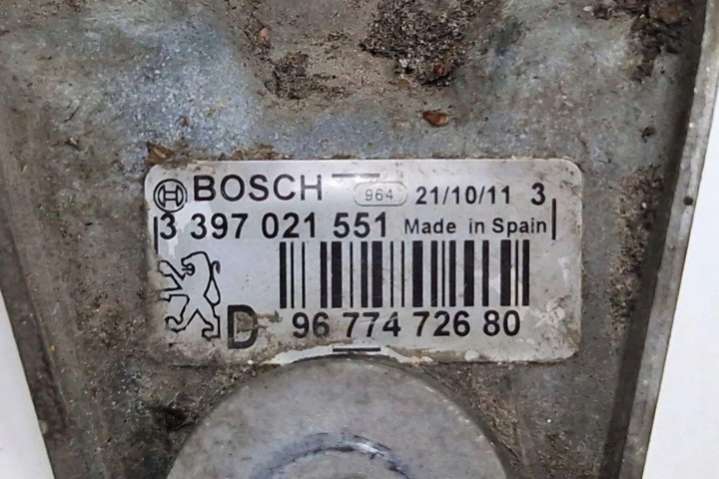 BOSCH 964 21/10/11 3
3 397 021 551 Made in Spain
D 96 774 726 80